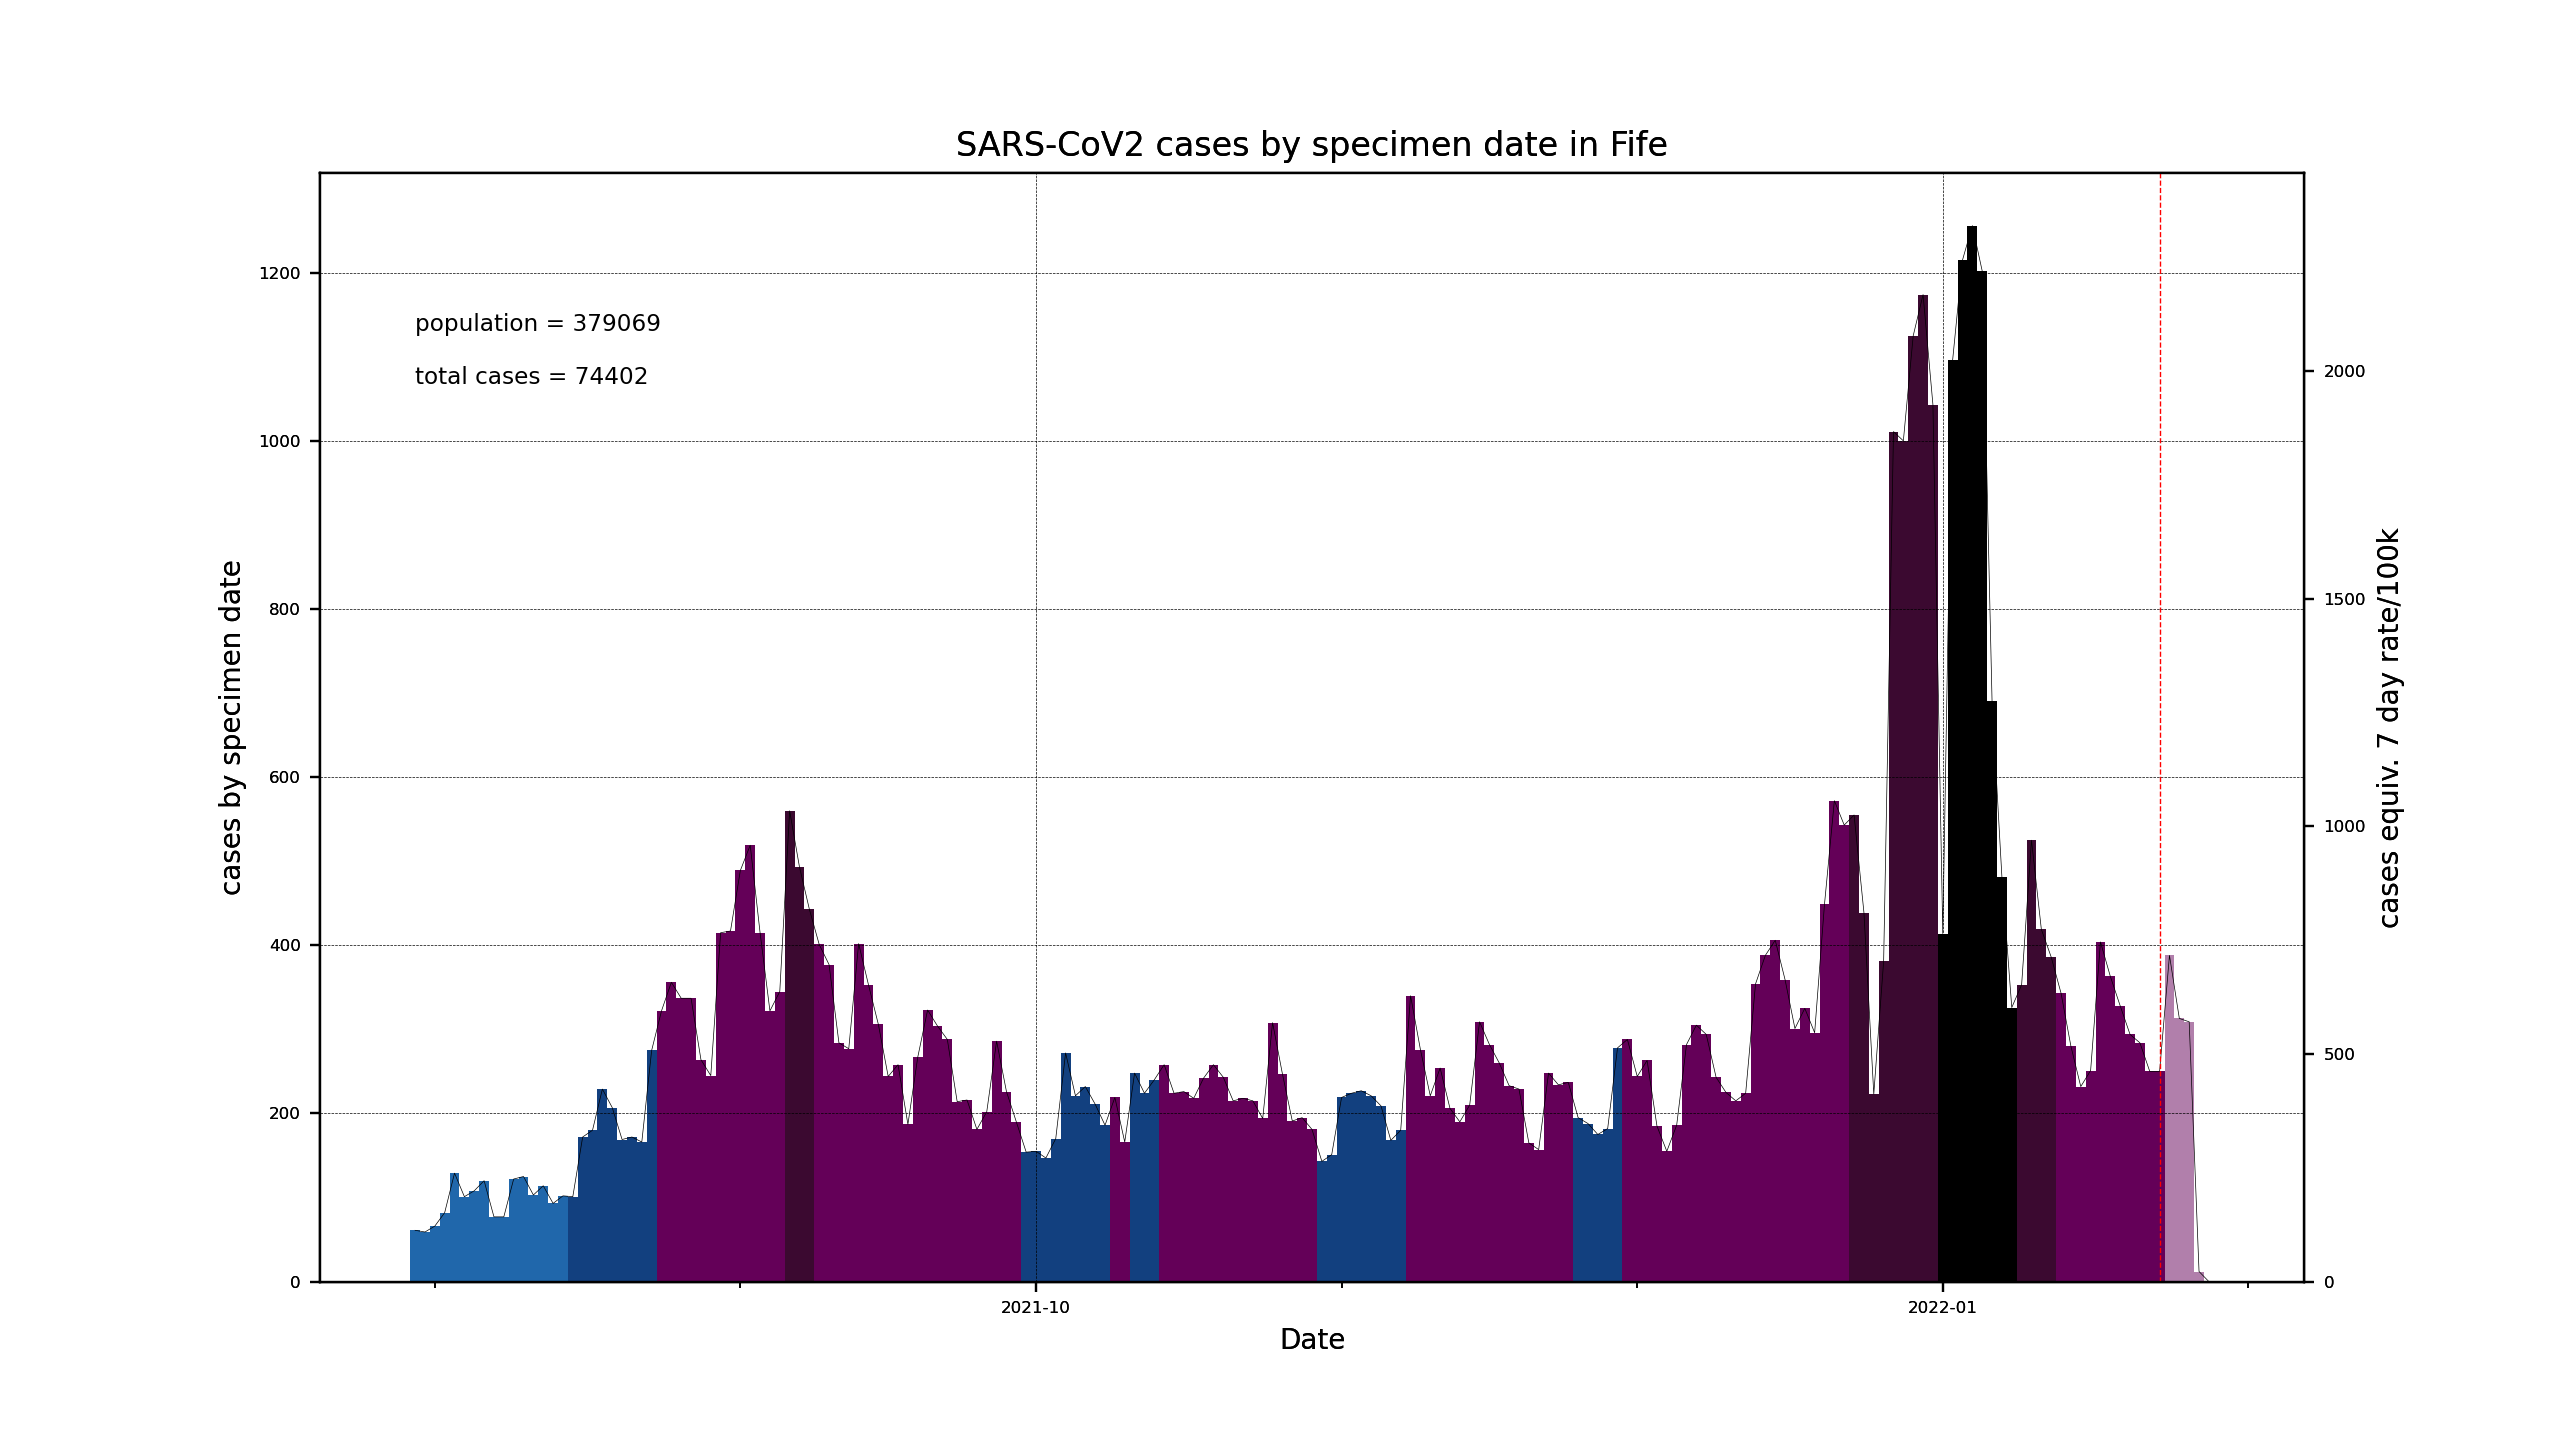 SARS-CoV2 cases by specimen date in Fife
population = 379069
total cases = 74402
cases by specimen date
1200
1000
800
600
400
200
0
2000
1500
1000
500
0
cases equiv. 7 day rate/100k
2021-10
2022-01
Date